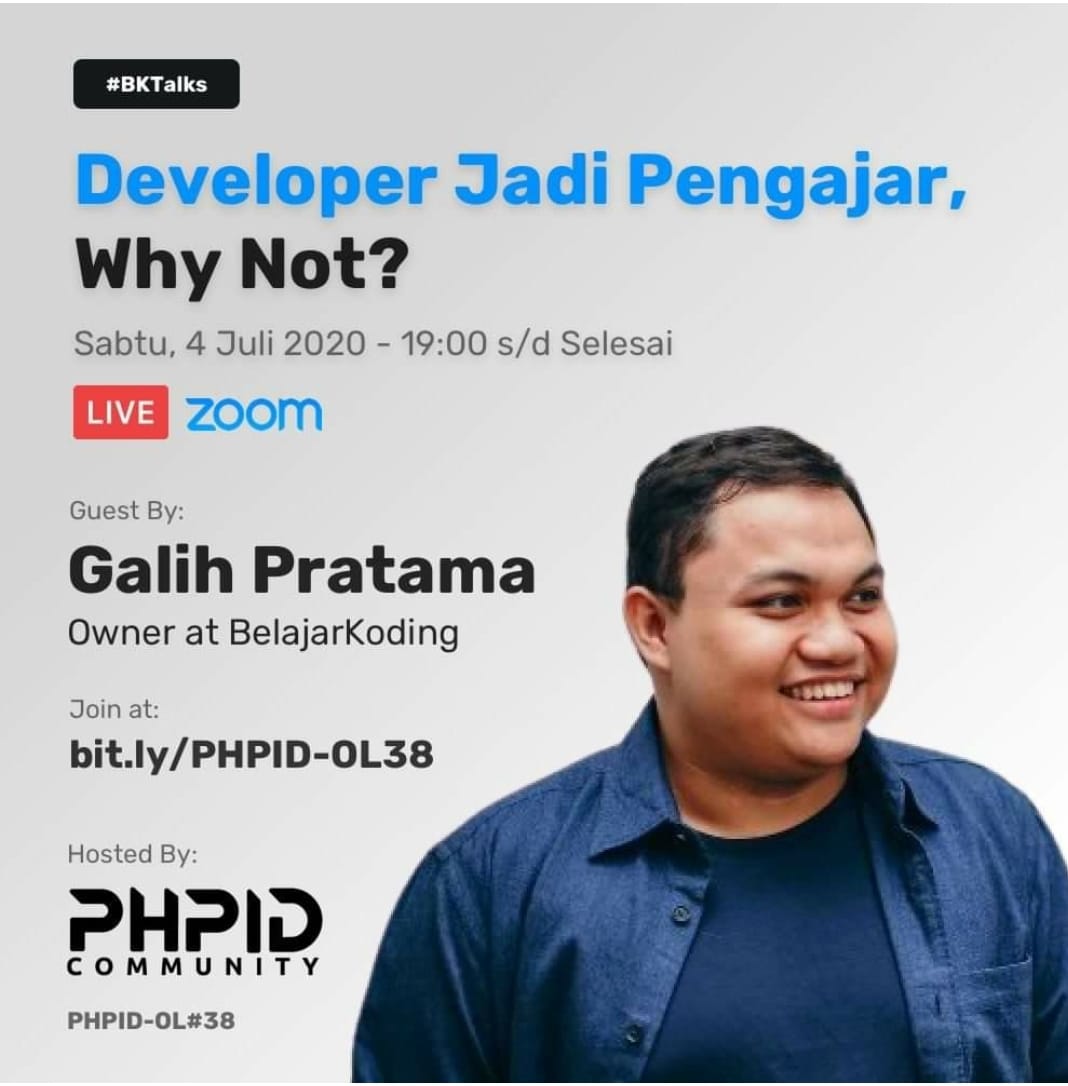 #BKTalks
Developer Jadi Pengajar,
Why Not?
Sabtu, 4 Juli 2020 - 19:00 s/d Selesai
LIVE zoom
Guest By:
Galih Pratama
Owner at BelajarKoding
Join at:
bit.ly/PHPID-OL38
Hosted By:
PHPID
COMMUNITY
PHPID-OL#38